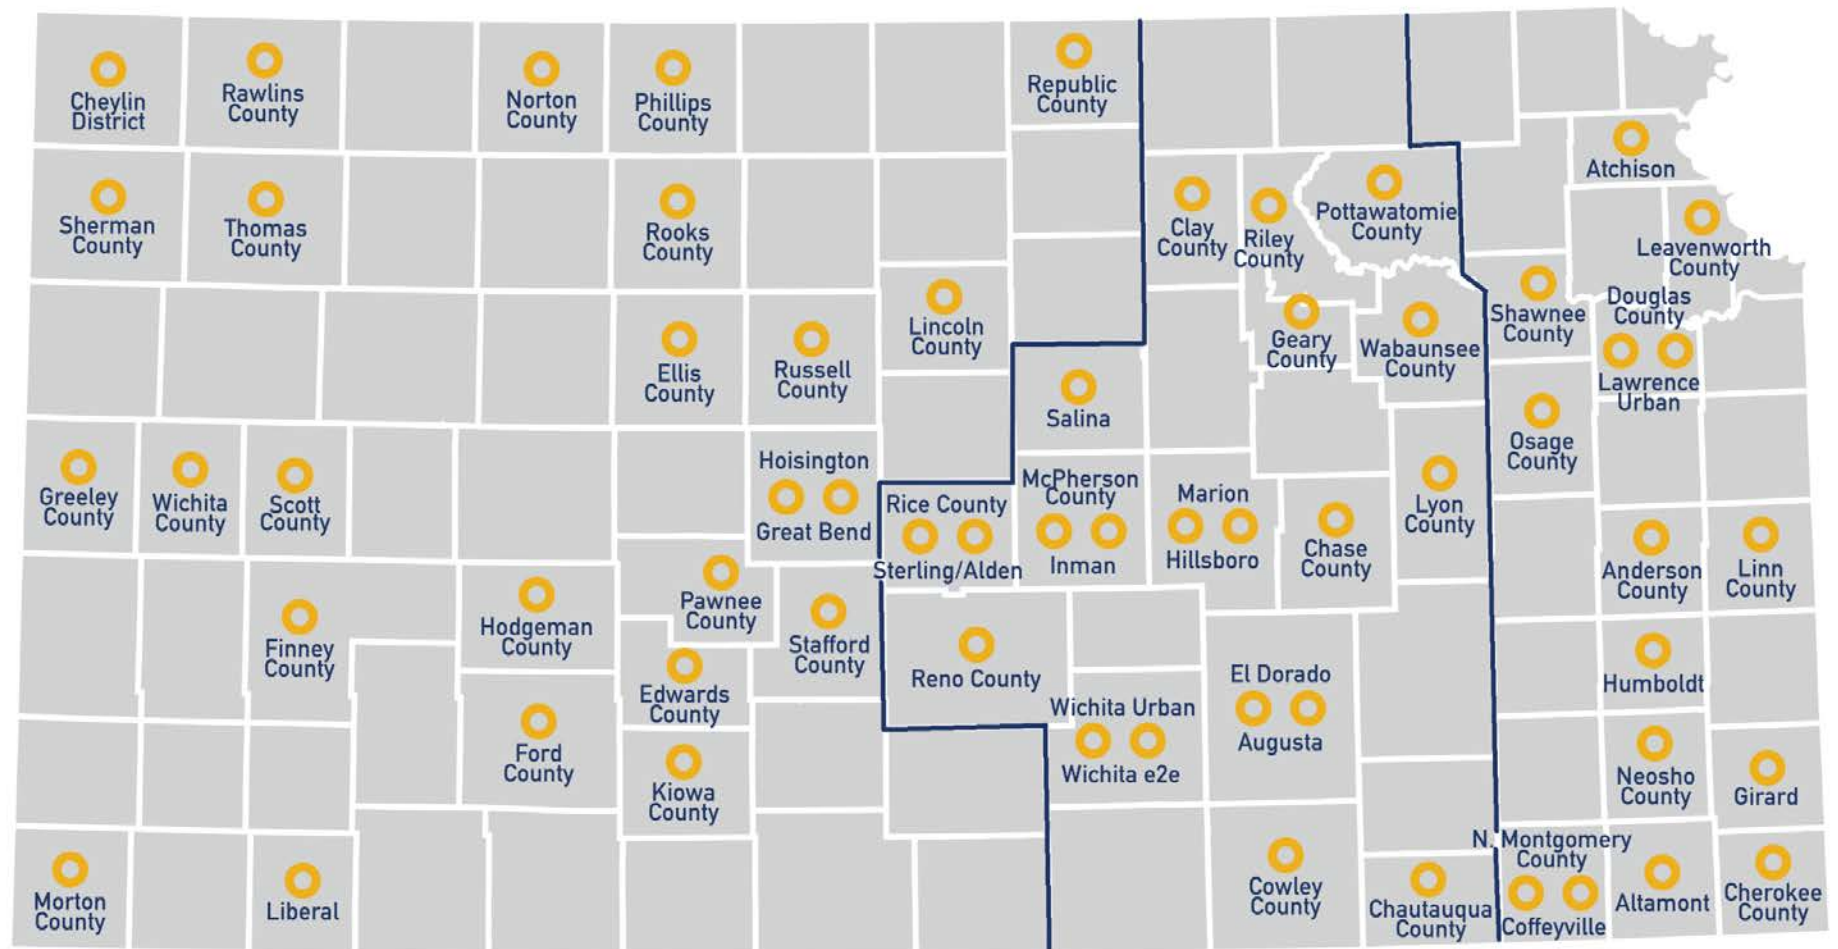 Cheylin
District
Rawlins
County
Norton
County
Phillips
County
Republic
County
Atchison
Sherman
County
Thomas
County
Rooks
County
Clay
County
Riley
County
Pottawatomie
County
Leavenworth
County
Ellis
County
Russell
County
Lincoln
County
Geary
County
Wabaunsee
County
Shawnee
County
Douglas
County
Lawrence
Urban
Salina
Osage
County
Greeley
County
Wichita
County
Scott
County
Hoisington
Great Bend
Rice County
Sterling/Alden
McPherson
County
Inman
Marion
Hillsboro
Chase
County
Lyon
County
Anderson
County
Linn
County
Finney
County
Hodgeman
County
Pawnee
County
Stafford
County
Edwards
County
Reno County
Humboldt
Ford
County
Kiowa
County
Wichita Urban
Wichita e2e
El Dorado
Augusta
Neosho
County
Girard
Morton
County
Liberal
Cowley
County
Chautauqua
County
N. Montgomery
County
Coffeyville
Altamont
Cherokee
County